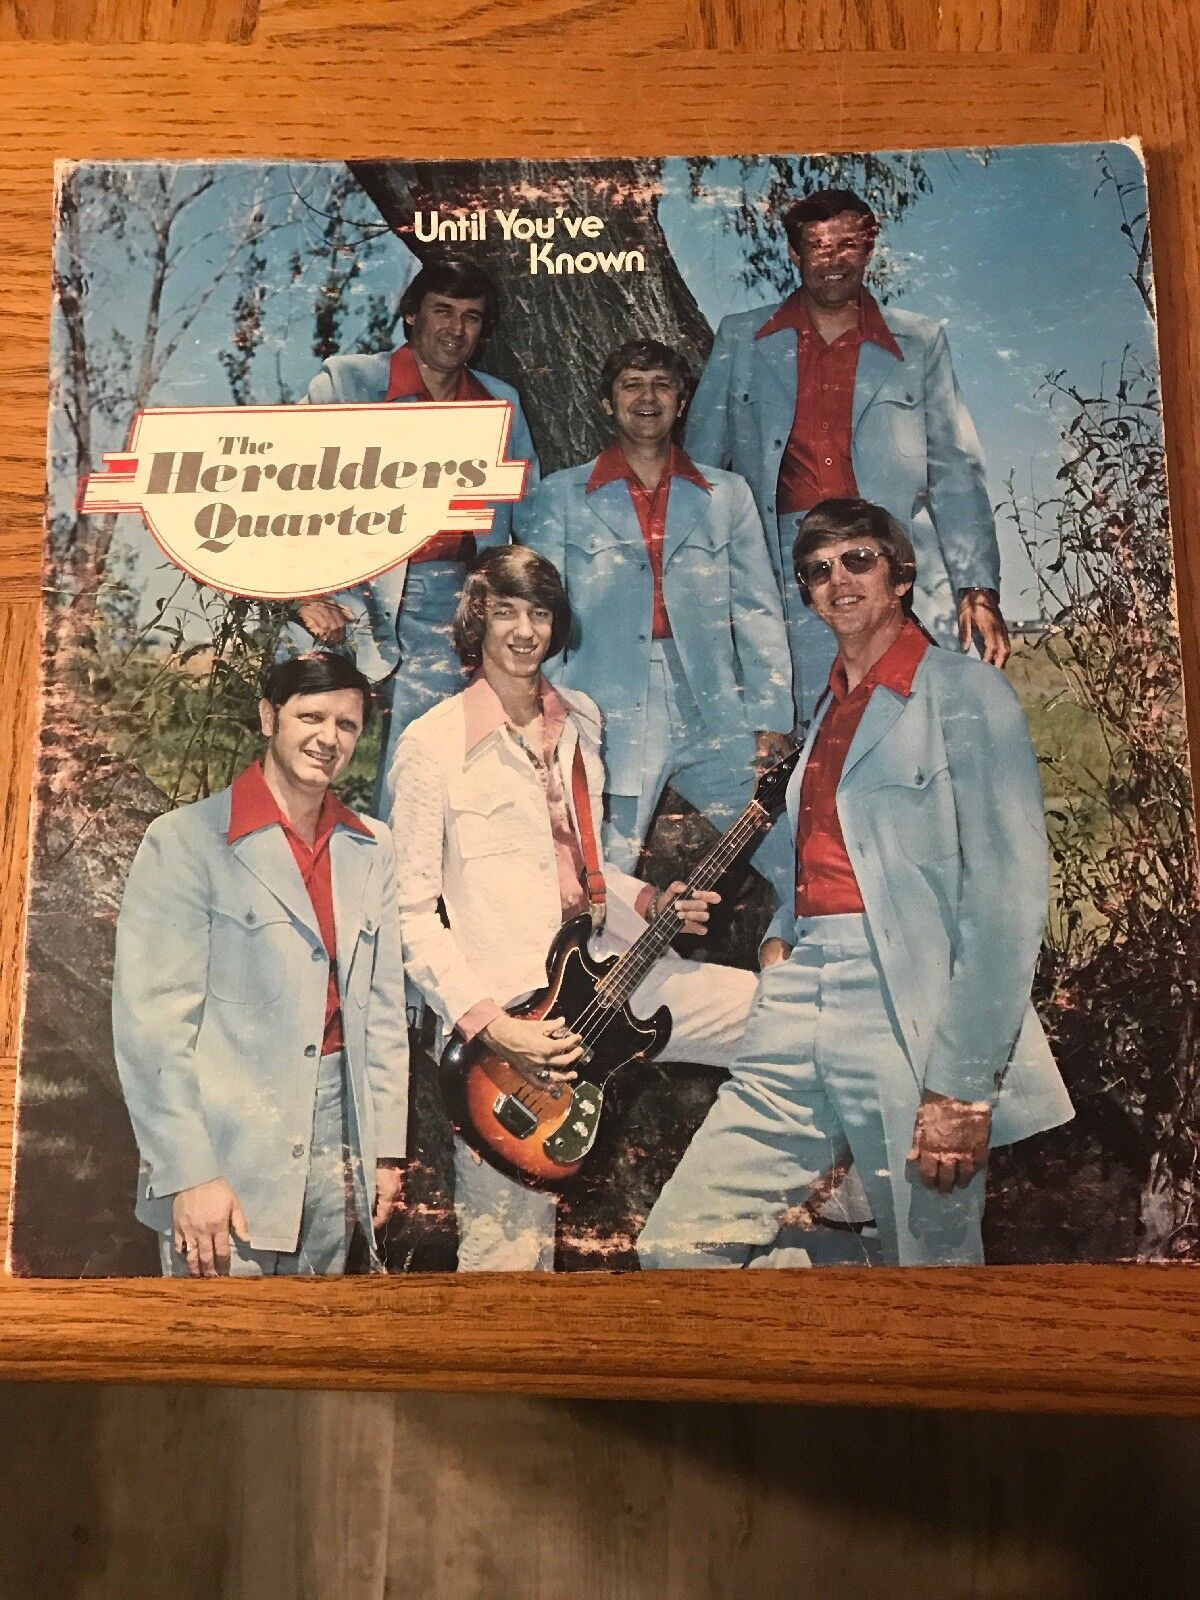 Until You've
Known
The
Heralders
Quartet